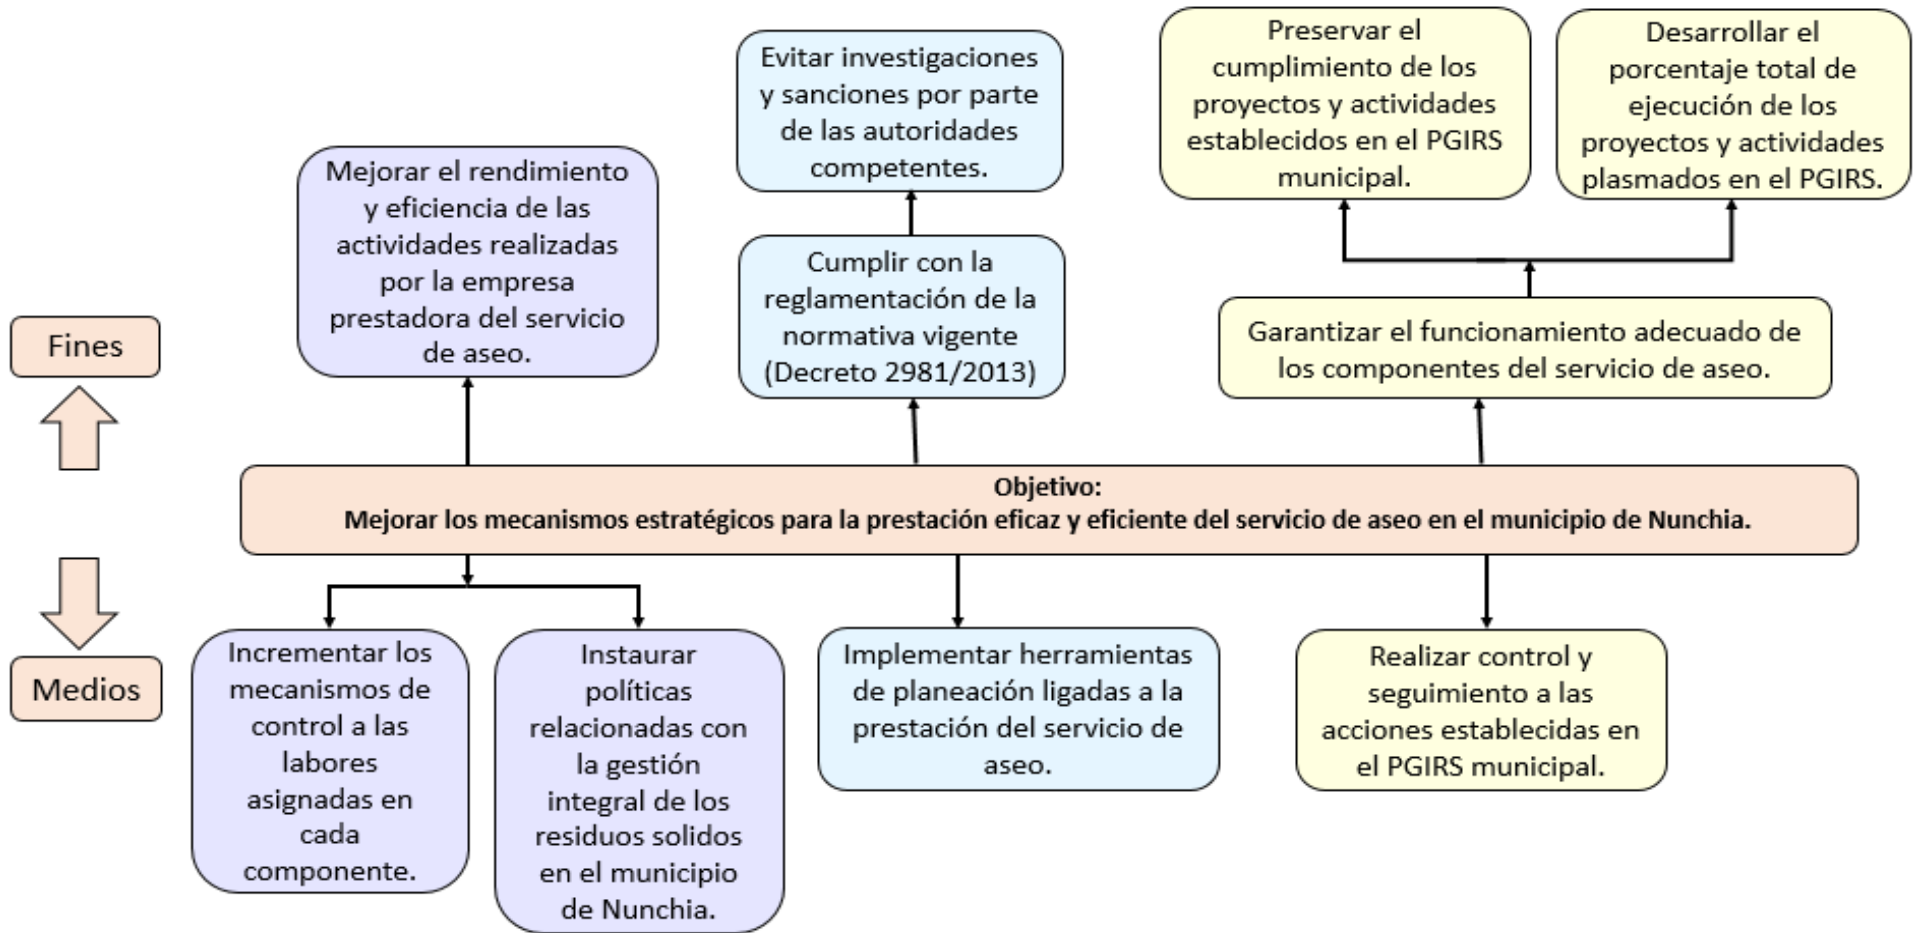 Evitar investigaciones
y sanciones por parte
de las autoridades
competentes.
Preservar el
cumplimiento de los
proyectos y actividades
establecidos en el PGIRS
municipal.
Desarrollar el
porcentaje total de
ejecución de los
proyectos y actividades
plasmados en el PGIRS.
Mejorar el rendimiento
y eficiencia de las
actividades realizadas
por la empresa
prestadora del servicio
de aseo.
Cumplir con la
reglamentación de la
normativa vigente
(Decreto 2981/2013)
Garantizar el funcionamiento adecuado de
los componentes del servicio de aseo.
Fines
Objetivo:
Mejorar los mecanismos estratégicos para la prestación eficaz y eficiente del servicio de aseo en el municipio de Nunchia.
Medios
Incrementar los
mecanismos de
control a las
labores
asignadas en
cada
componente.
Instaurar
políticas
relacionadas con
la gestión
integral de los
residuos solidos
en el municipio
de Nunchia.
Implementar herramientas
de planeación ligadas a la
prestación del servicio de
aseo.
Realizar control y
seguimiento a las
acciones establecidas en
el PGIRS municipal.